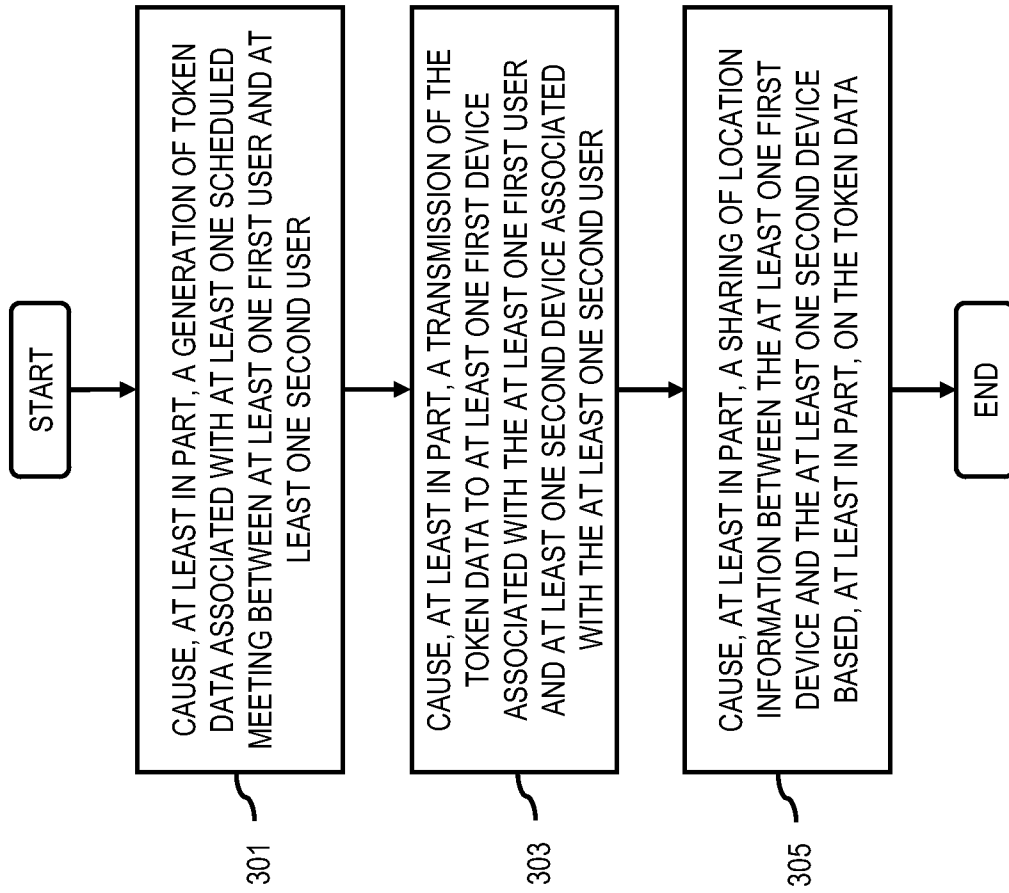 START
CAUSE, AT LEAST IN PART, A GENERATION OF TOKEN
DATA ASSOCIATED WITH AT LEAST ONE SCHEDULED
MEETING BETWEEN AT LEAST ONE FIRST USER AND AT
LEAST ONE SECOND USER
301
CAUSE, AT LEAST IN PART, A TRANSMISSION OF THE
TOKEN DATA TO AT LEAST ONE FIRST DEVICE
ASSOCIATED WITH THE AT LEAST ONE FIRST USER
AND AT LEAST ONE SECOND DEVICE ASSOCIATED
WITH THE AT LEAST ONE SECOND USER
303
CAUSE, AT LEAST IN PART, A SHARING OF LOCATION
INFORMATION BETWEEN THE AT LEAST ONE FIRST
DEVICE AND THE AT LEAST ONE SECOND DEVICE
BASED, AT LEAST IN PART, ON THE TOKEN DATA
305
END